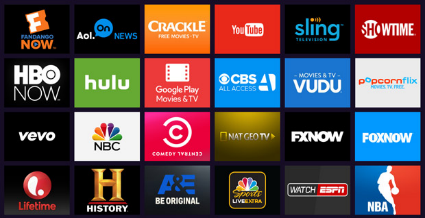 FANDANGO
NOW
Aol. On NEWS
CRACKLE
FREE MOVIES · TV
YouTube
sling
TELEVISION
SHOWTIME
HBO
NOW
hulu
Google Play
Movies & TV
CBS
ALL ACCESS
MOVIES & TV
VUDU
popcornflix
MOVIES. TV. FREE.
vevo
NBC
COMEDY CENTRAL
NAT GEO TV
FXNOW
FOXNOW
Lifetime
HISTORY
A&E
BE ORIGINAL
NBC Sports
LIVE EXTRA
WATCH ESPN
NBA